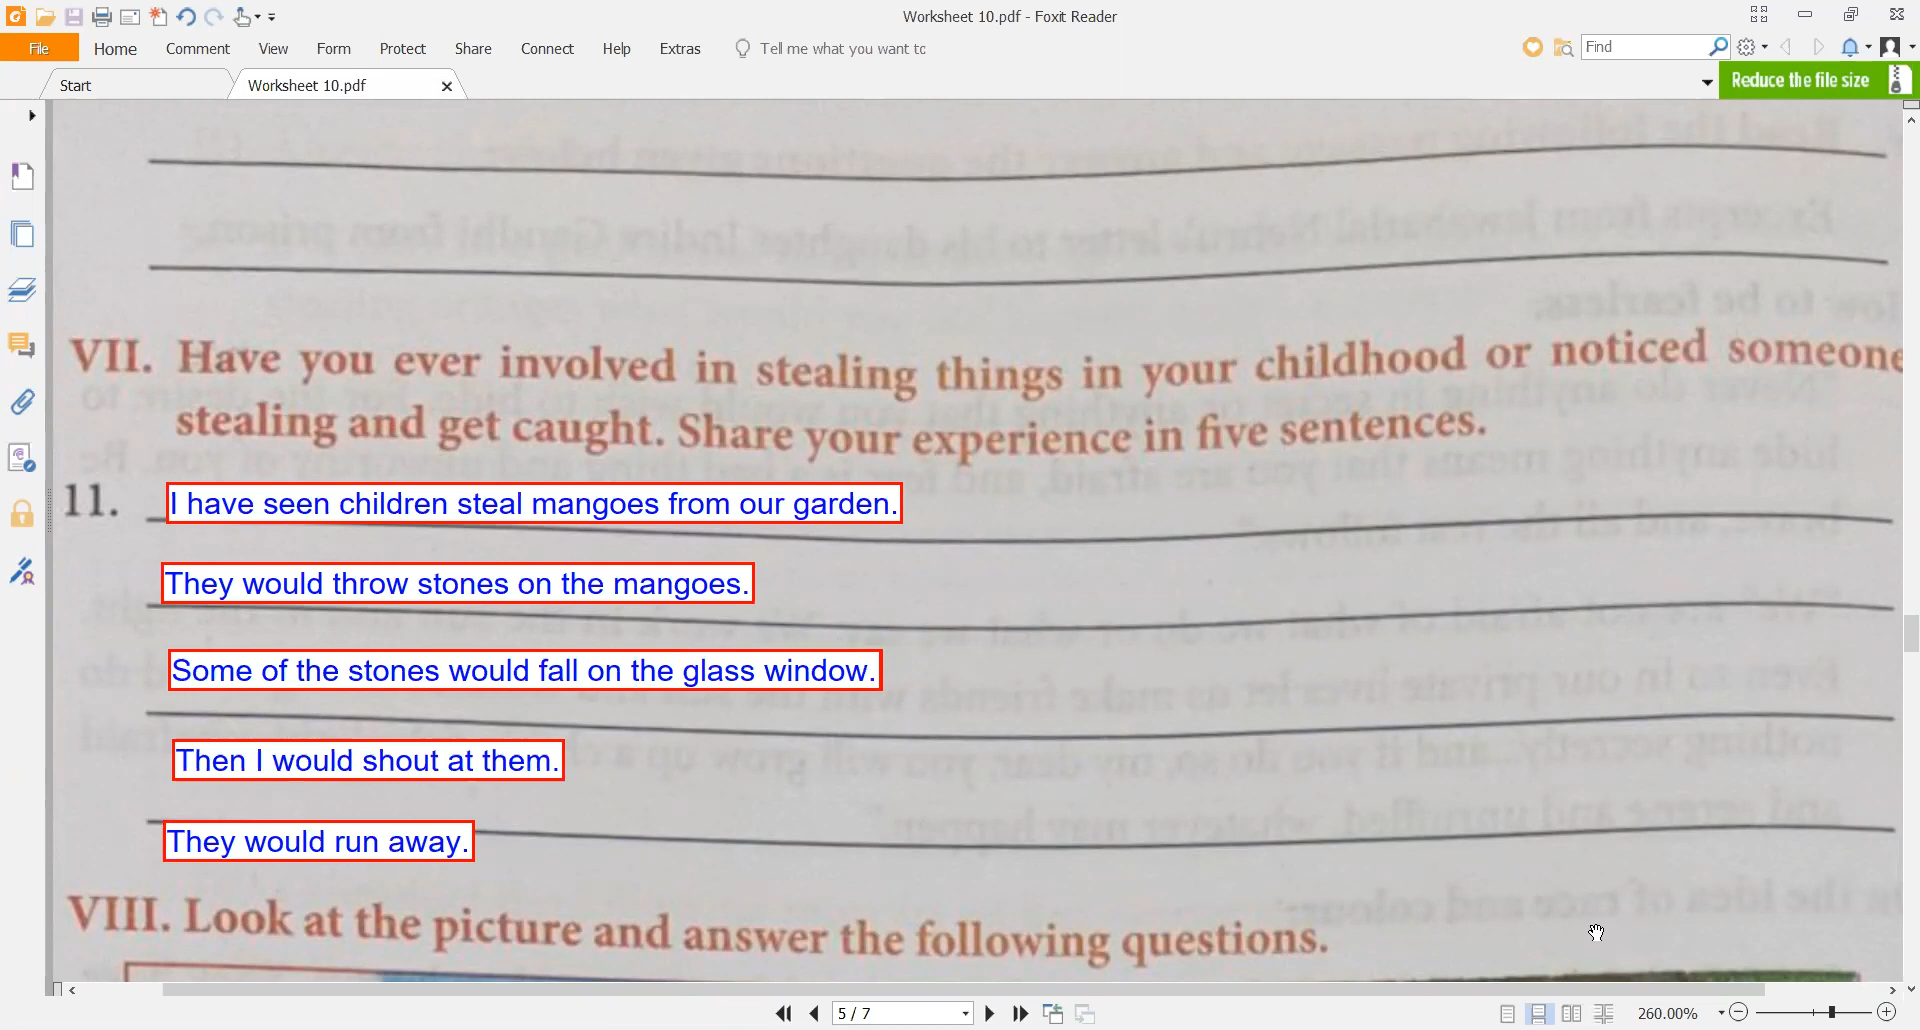 Worksheet 10.pdf - Foxit Reader
File Home Comment View Form Protect Share Connect Help Extras Tell me what you want to Find
Start Worksheet 10.pdf Reduce the file size
VII. Have you ever involved in stealing things in your childhood or noticed someone
stealing and get caught. Share your experience in five sentences.
11. I have seen children steal mangoes from our garden.
They would throw stones on the mangoes.
Some of the stones would fall on the glass window.
Then I would shout at them.
They would run away.
VIII. Look at the picture and answer the following questions.
5 / 7 260.00%